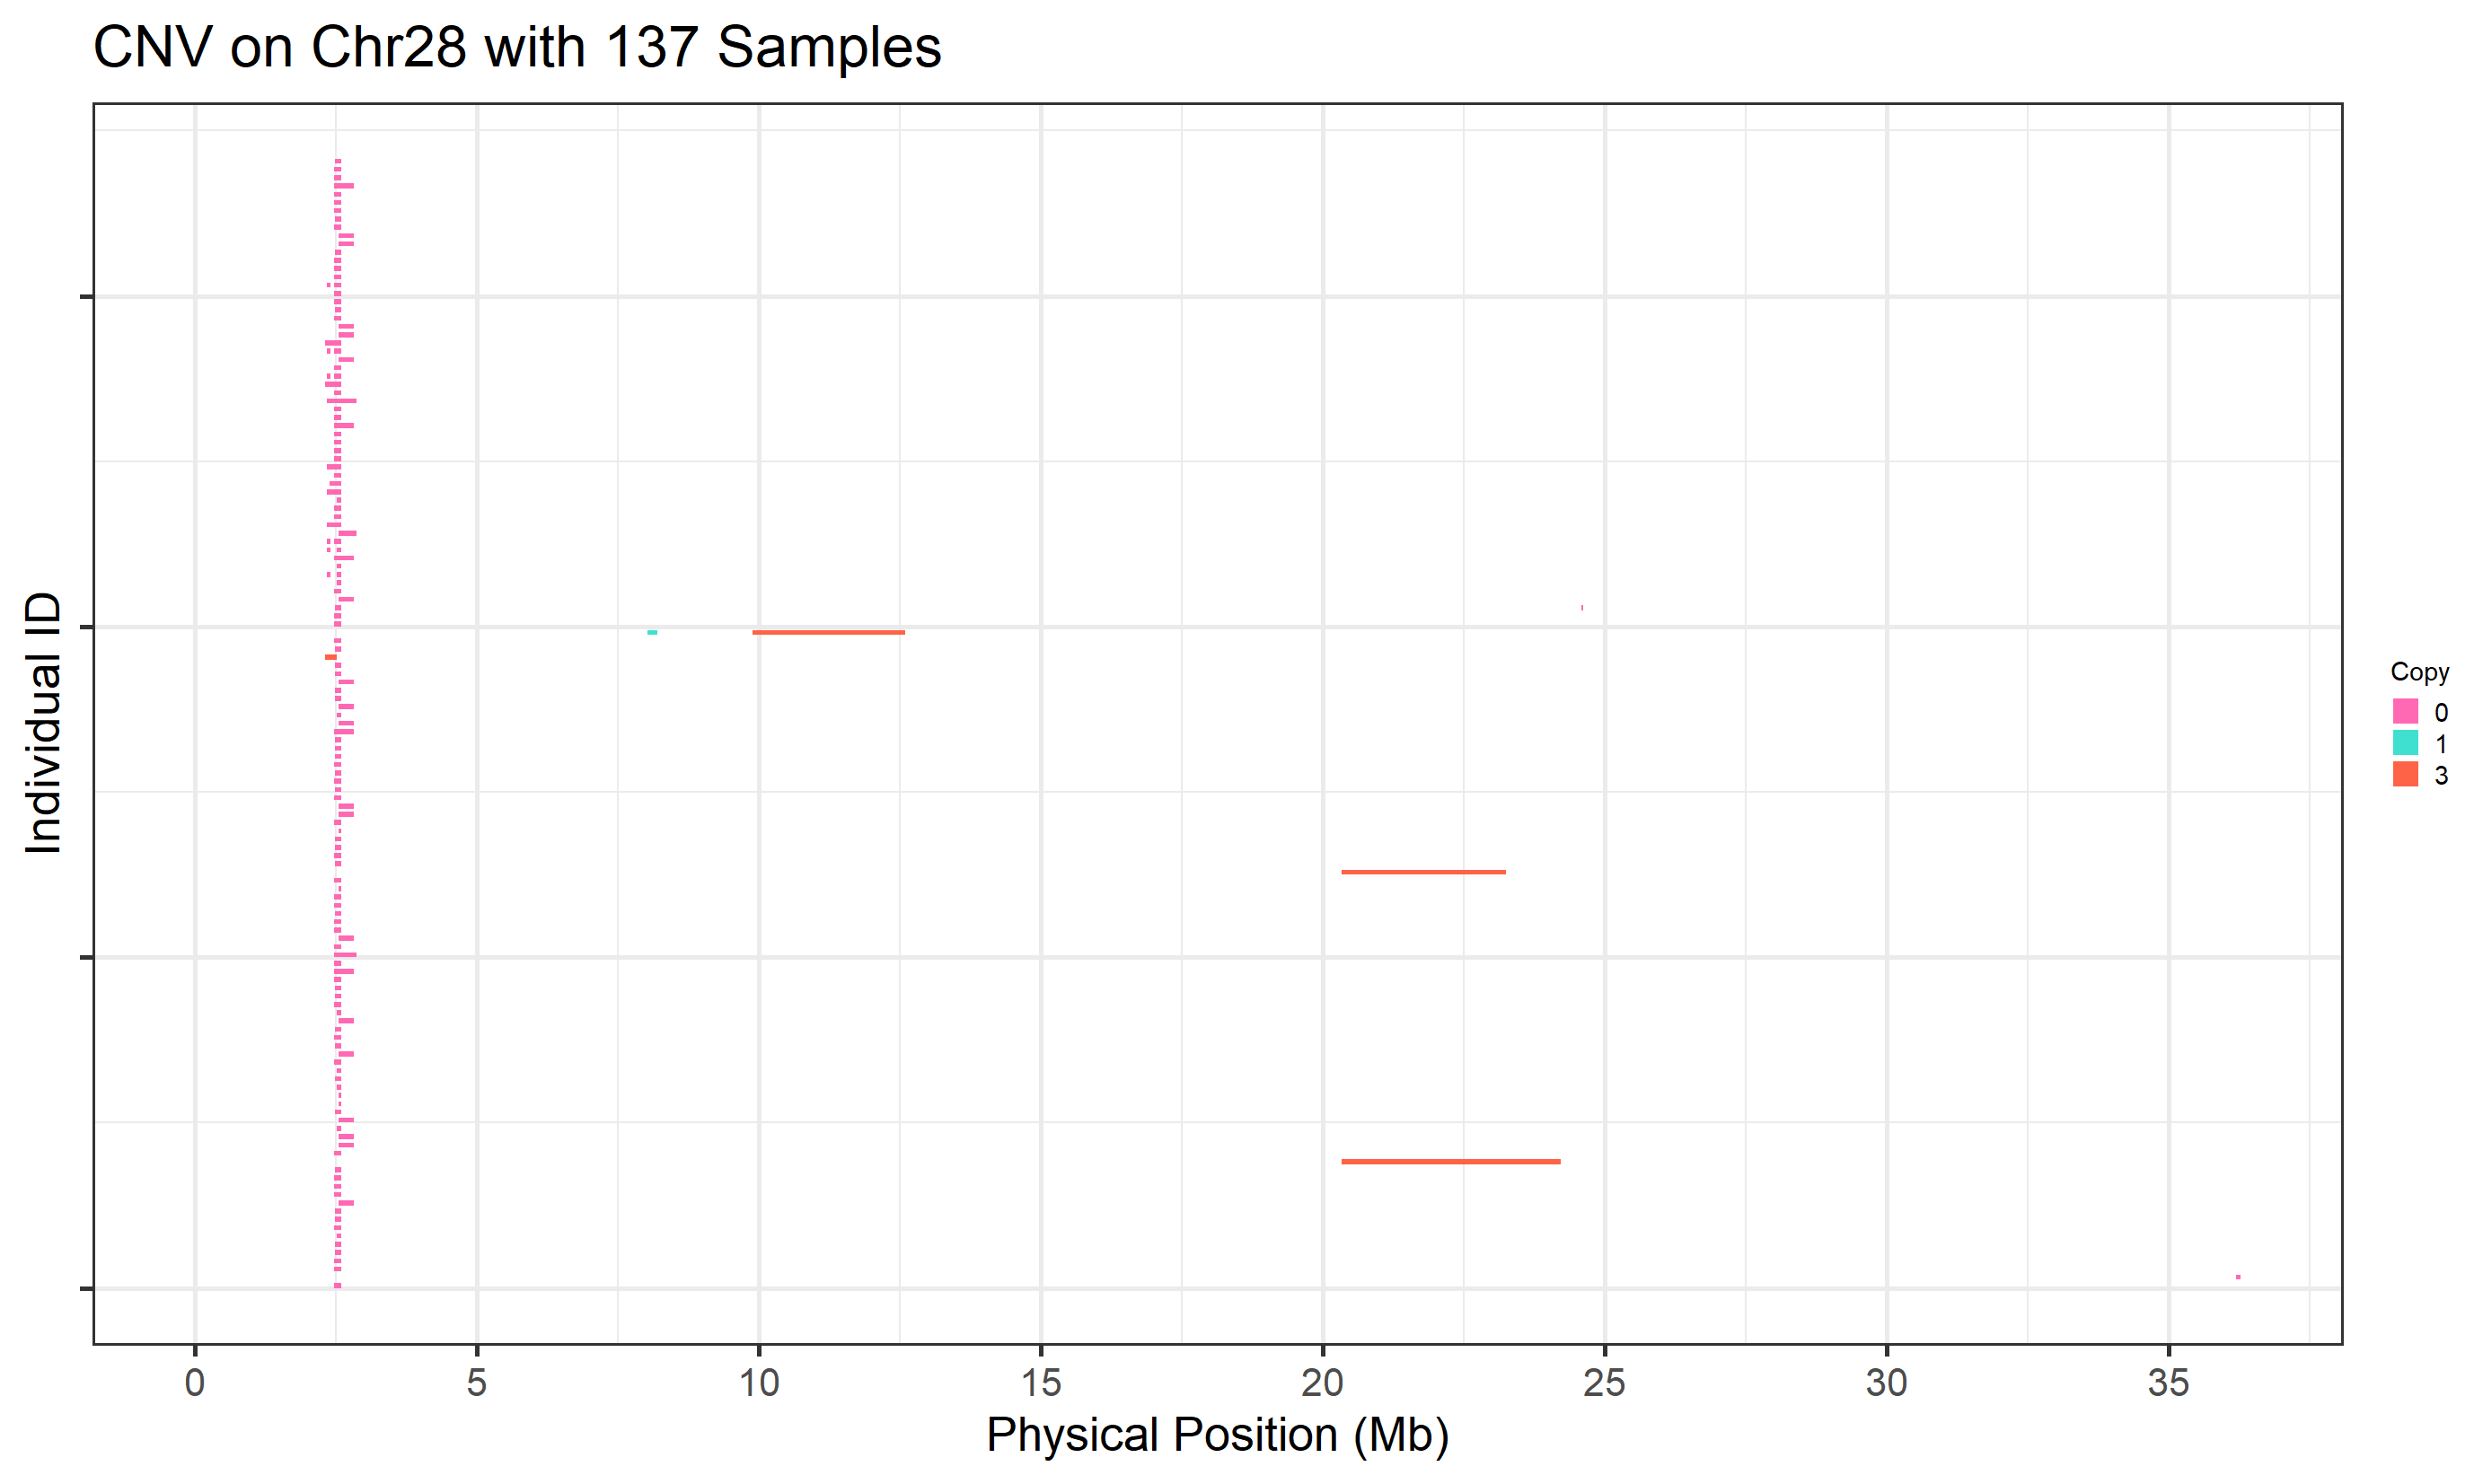 CNV on Chr28 with 137 Samples
Individual ID
Copy
0
1
3
0 5 10 15 20 25 30 35
Physical Position (Mb)